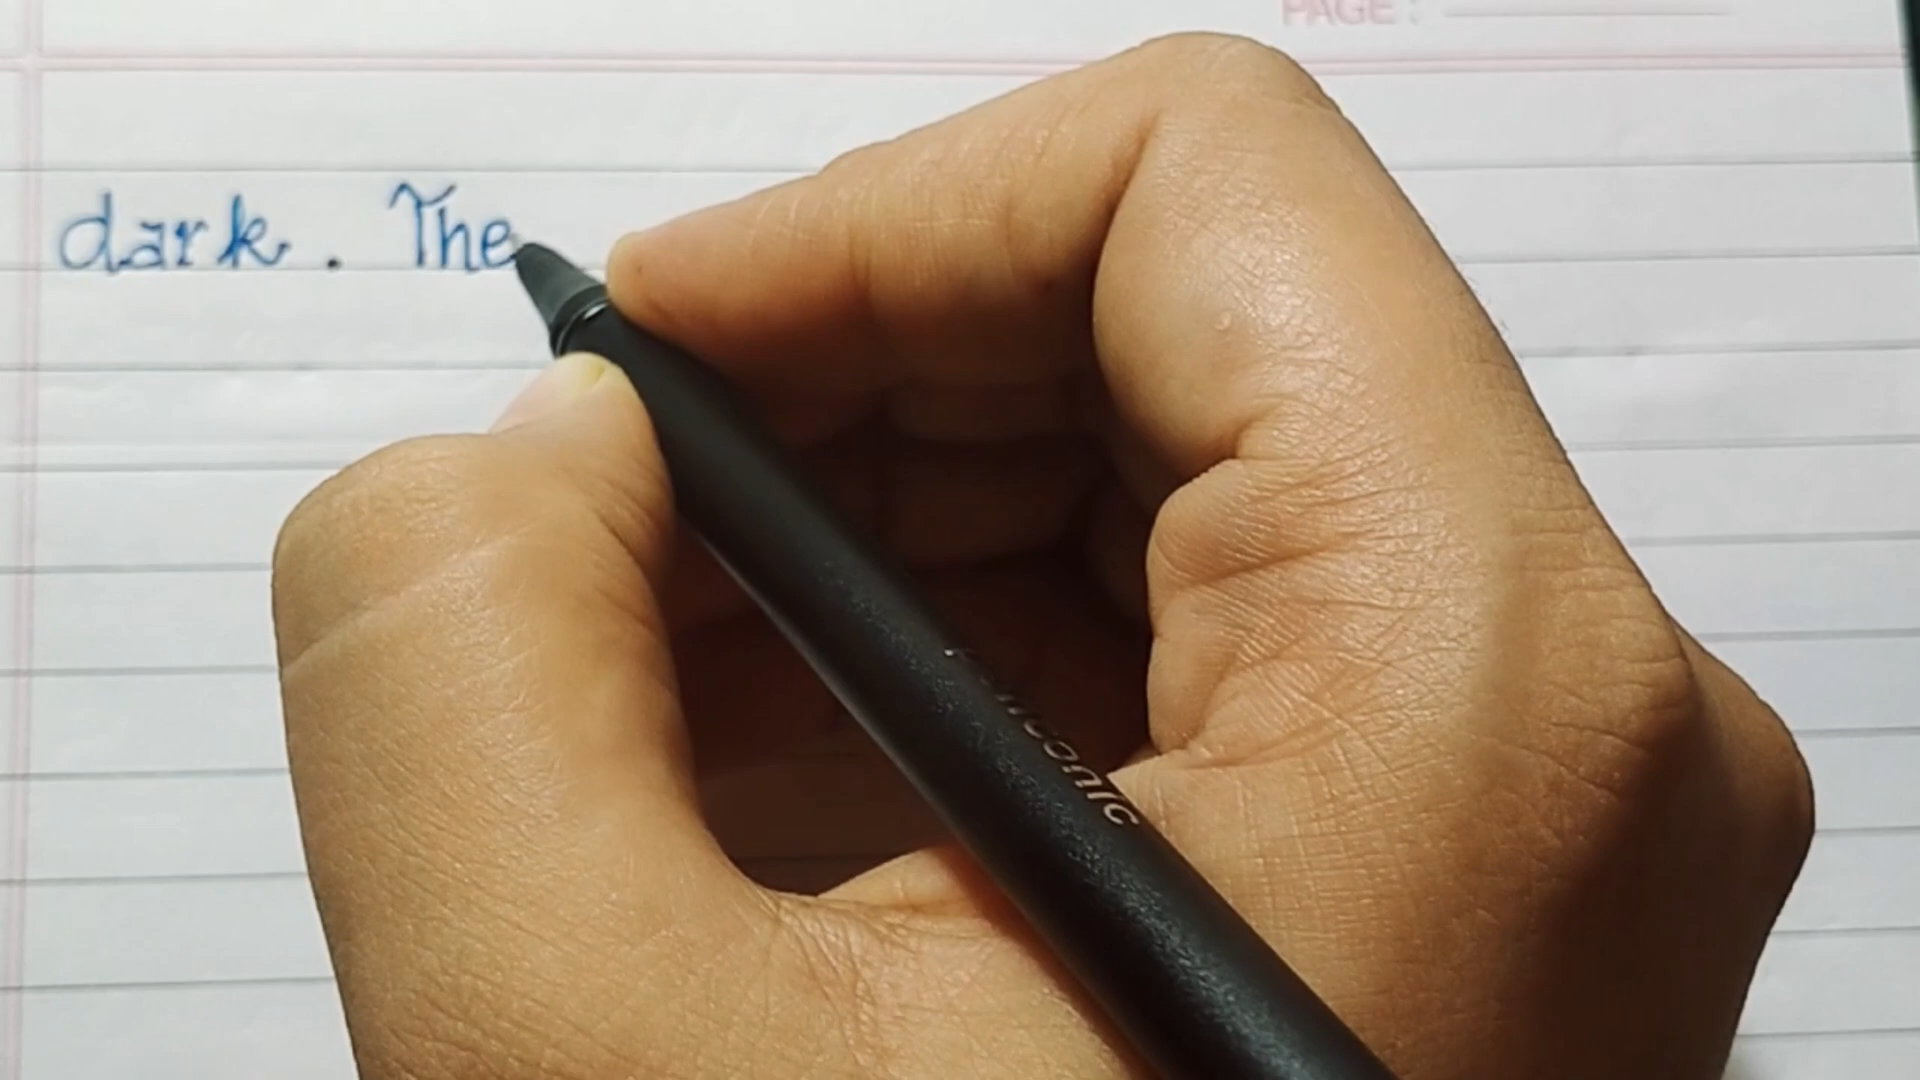 PAGE :
dark . The